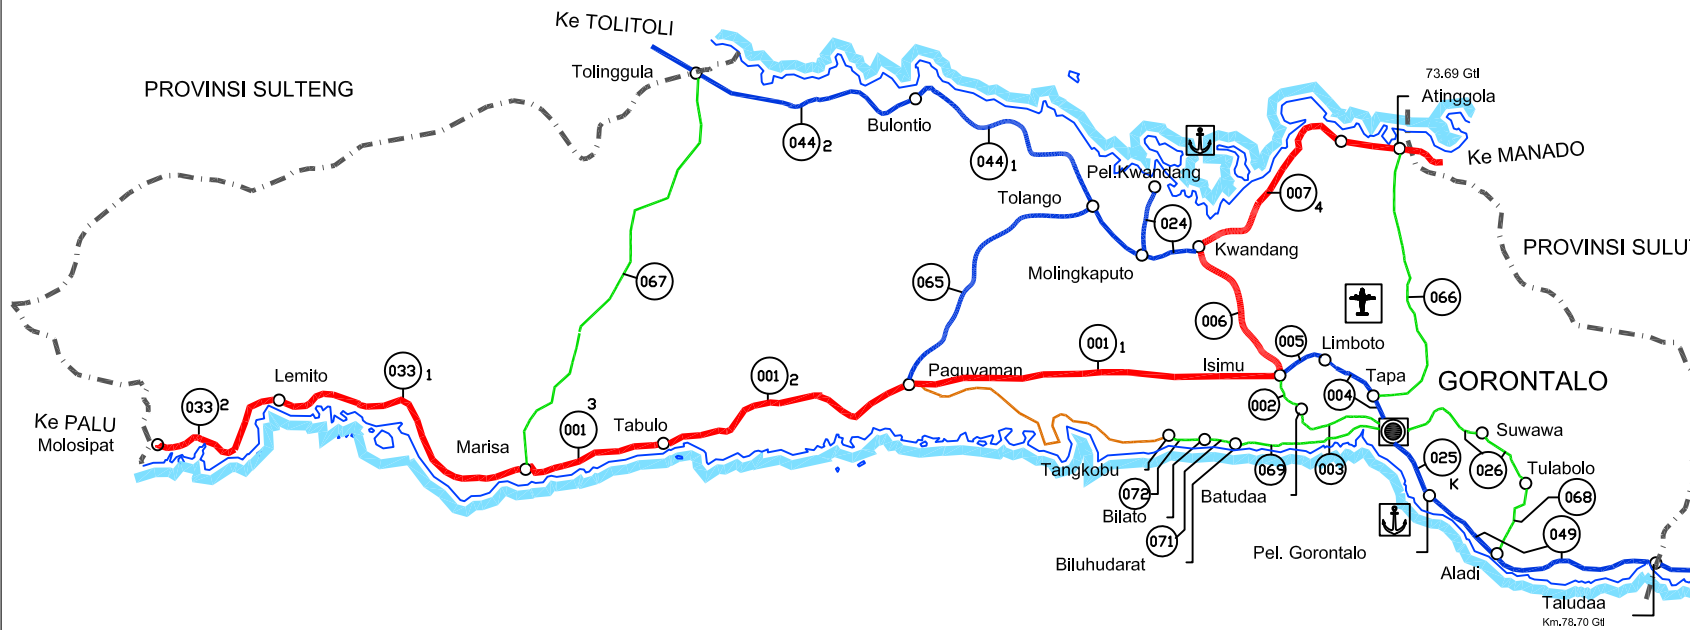 Ke TOLITOLI
PROVINSI SULTENG
Tolinggula
73.69 Gtl
Atinggola
Bulontio
044 2
044 1
Ke MANADO
Pel.Kwandang
007 4
Tolango
024
Kwandang
PROVINSI SULU
Molingkaputo
067
065
066
006
005
Limboto
001 1
Isimu
Paguyaman
Tapa
GORONTALO
Lemito
033 1
001 2
004
002
033 2
Ke PALU
Molosipat
3
001
Tabulo
Marisa
Suwawa
Tangkobu
069
003
025
K
026
Tulabolo
072
Batudaa
068
Bilato
071
049
Biluhudarat
Pel. Gorontalo
Aladi
Taludaa
Km.78.70 Gtl